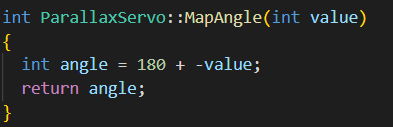 int ParallaxServo::MapAngle(int value)
{
  int angle = 180 + -value;
  return angle;
}